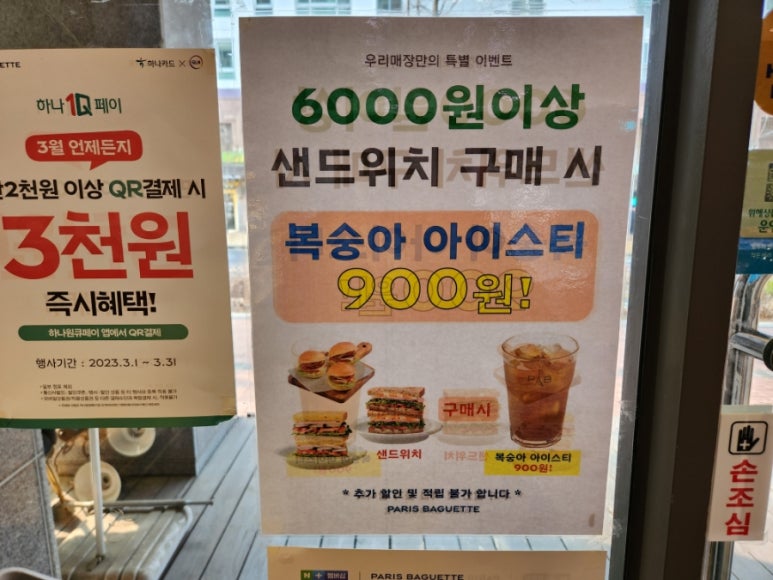 UETTE
하나카드 ×
하나 1Q 페이
3월 언제든지
2천원 이상 QR결제 시
3천원
즉시혜택!
하나원큐페이 앱에서 QR결제
행사기간 : 2023.3.1 ~ 3.31
우리매장만의 특별 이벤트
6000원이상
샌드위치 구매 시
복숭아 아이스티
900원!
샌드위치
구매시
복숭아 아이스티
900원!
* 추가 할인 및 적립 불가 합니다 *
PARIS BAGUETTE
멤버십 PARIS BAGUETTE
손조심